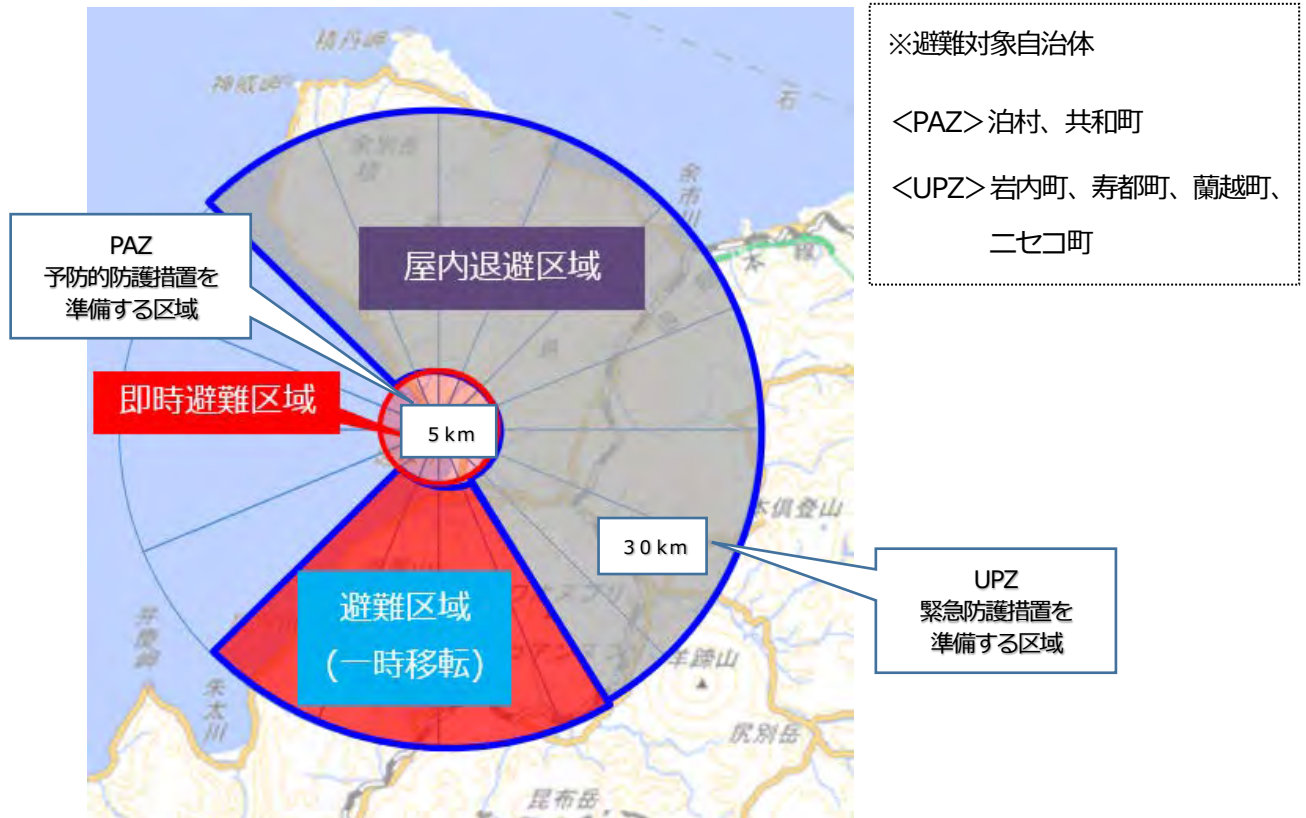 積丹岬
神威岬
石
余別岳
余市川
本線
屋内退避区域
PAZ
予防的防護措置を
準備する区域
即時避難区域
5km
30km
本倶登山
UPZ
緊急防護措置を
準備する区域
避難区域
(一時移転)
弁慶岬
朱太川
羊蹄山
尻別岳
昆布岳
※避難対象自治体
<PAZ>泊村、共和町
<UPZ>岩内町、寿都町、蘭越町、
ニセコ町